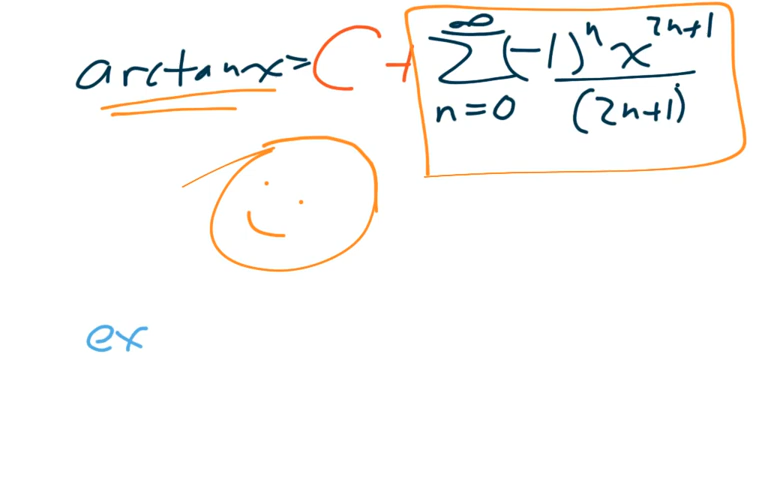 arctanx = C + ∞∑n=0 (-1)^n x^(2n+1) / (2n+1)
ex